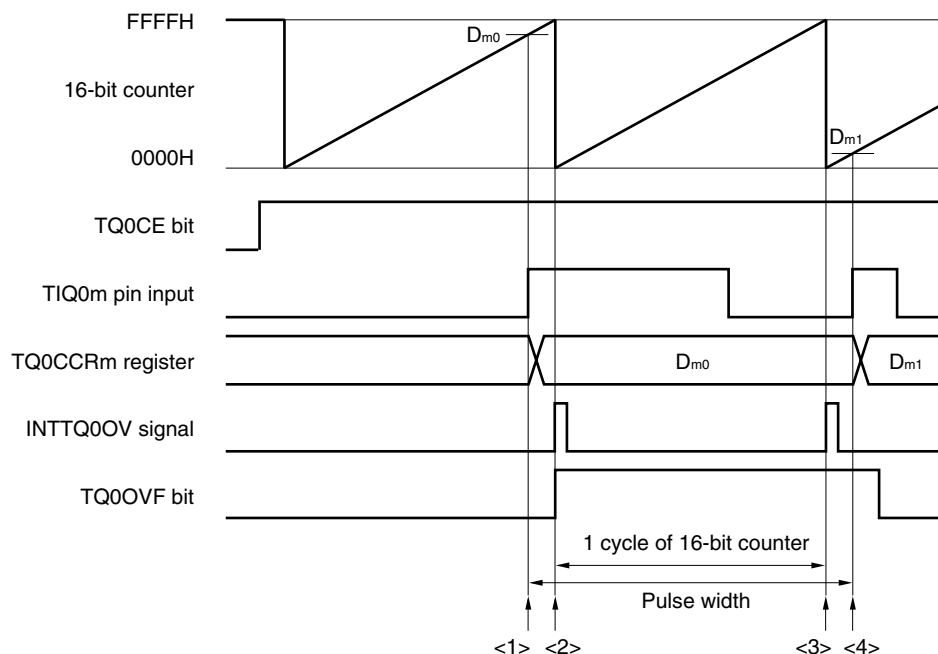 FFFFH
Dm0
16-bit counter
Dm1
0000H
TQ0CE bit
TIQ0m pin input
TQ0CCRm register
Dm0
Dm1
INTTQ0OV signal
TQ0OVF bit
1 cycle of 16-bit counter
Pulse width
<1> <2> <3> <4>